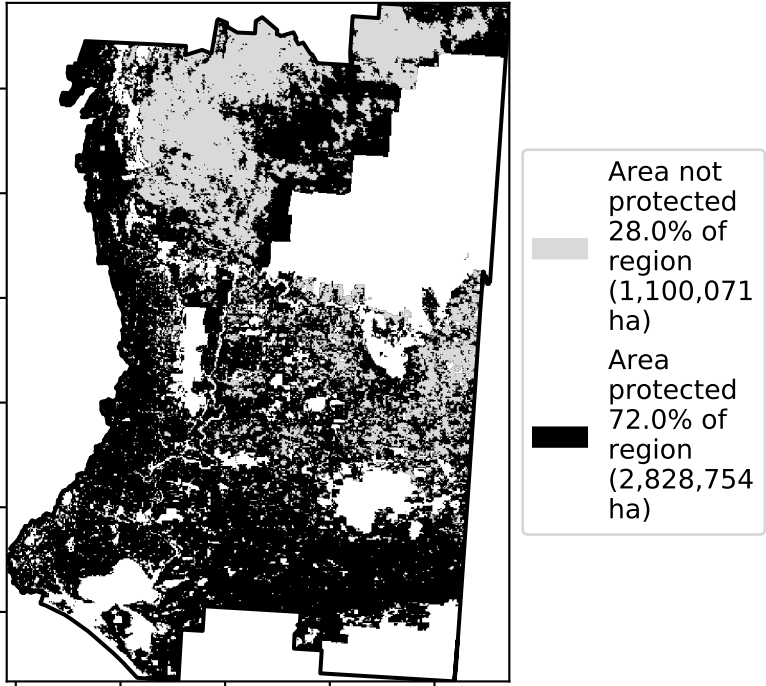 Area not
protected
28.0% of
region
(1,100,071
ha)
Area
protected
72.0% of
region
(2,828,754
ha)